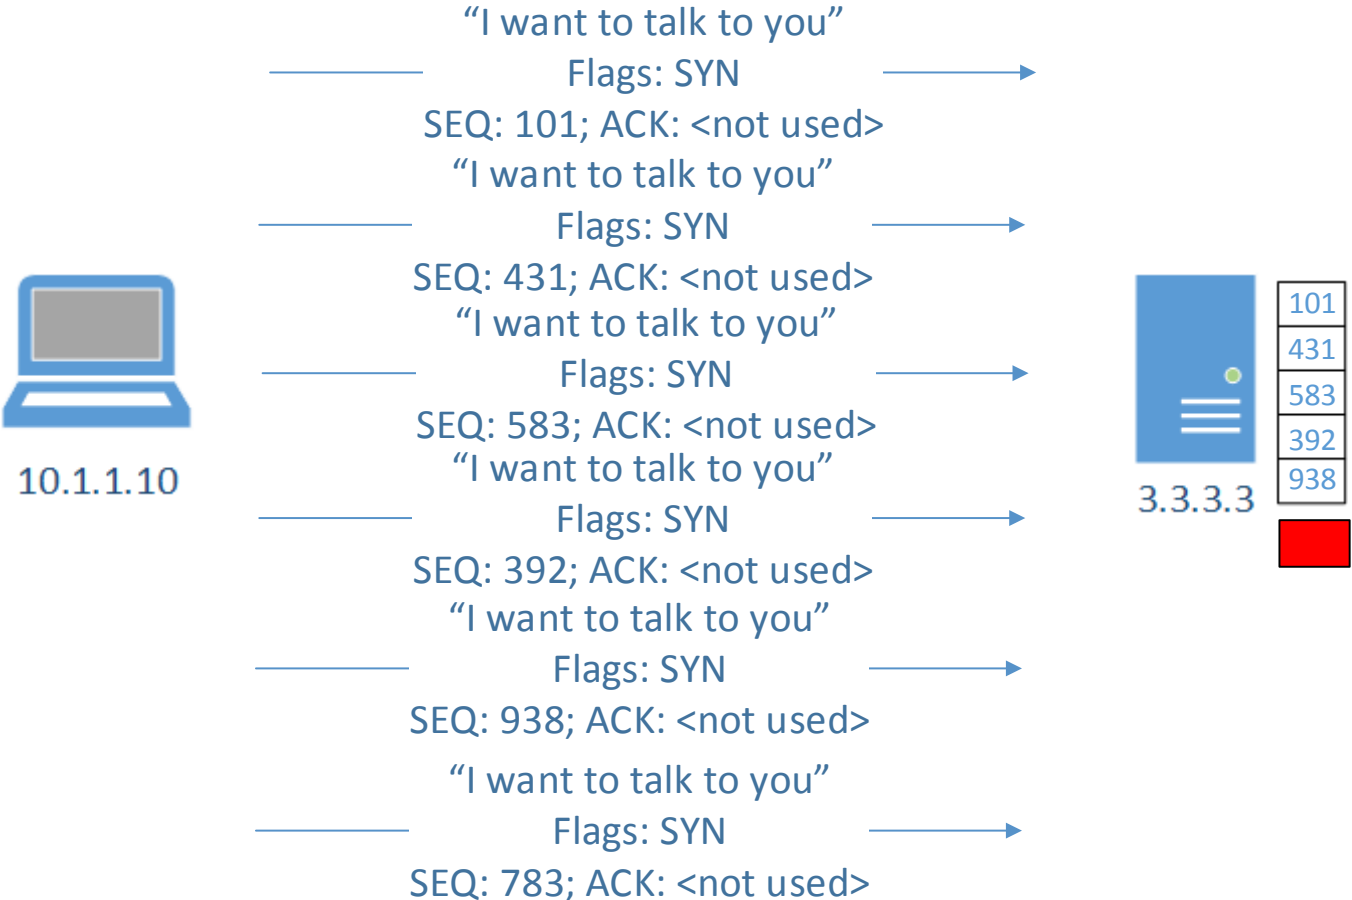 “I want to talk to you”
Flags: SYN
SEQ: 101; ACK: <not used>
“I want to talk to you”
Flags: SYN
SEQ: 431; ACK: <not used>
“I want to talk to you”
Flags: SYN
SEQ: 583; ACK: <not used>
“I want to talk to you”
Flags: SYN
SEQ: 392; ACK: <not used>
“I want to talk to you”
Flags: SYN
SEQ: 938; ACK: <not used>
“I want to talk to you”
Flags: SYN
SEQ: 783; ACK: <not used>
10.1.1.10
3.3.3.3
101
431
583
392
938